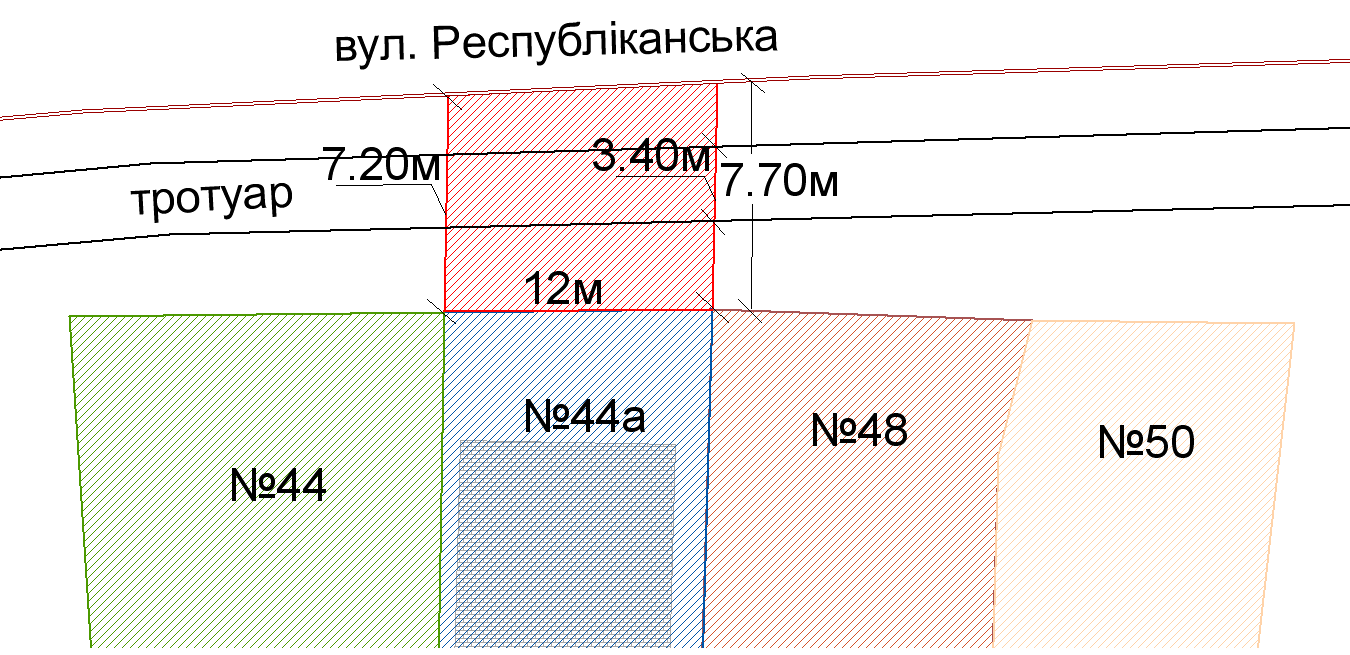 вул. Республіканська
7.20м
3.40м
7.70м
тротуар
12м
№44а
№48
№50
№44